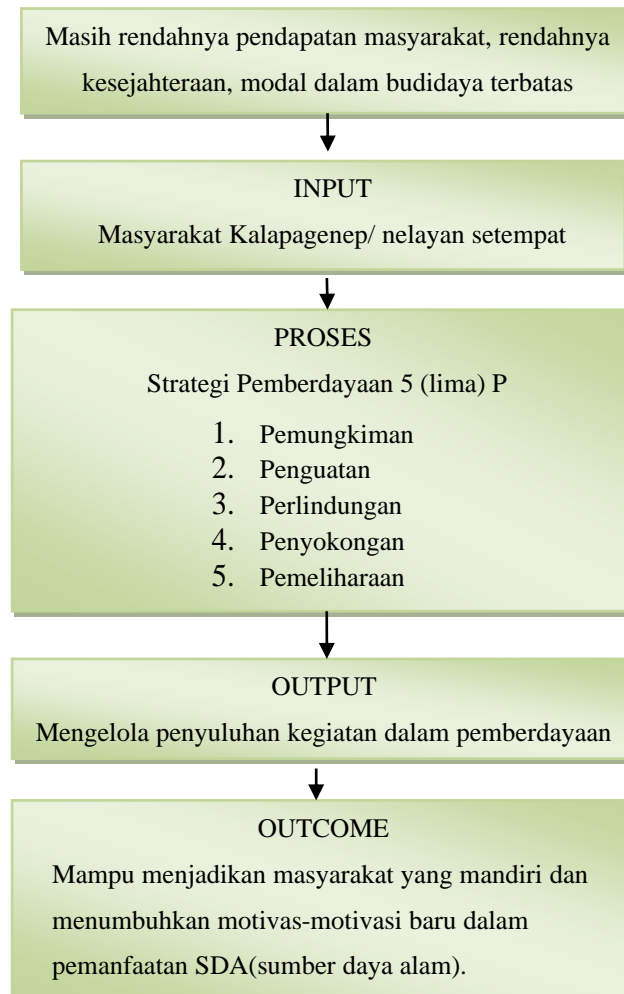 Masih rendahnya pendapatan masyarakat, rendahnya
kesejahteraan, modal dalam budidaya terbatas
INPUT
Masyarakat Kalapagenep/ nelayan setempat
PROSES
Strategi Pemberdayaan 5 (lima) P
1. Pemungkiman
2. Penguatan
3. Perlindungan
4. Penyokongan
5. Pemeliharaan
OUTPUT
Mengelola penyuluhan kegiatan dalam pemberdayaan
OUTCOME
Mampu menjadikan masyarakat yang mandiri dan
menumbuhkan motivas-motivasi baru dalam
pemanfaatan SDA(sumber daya alam).